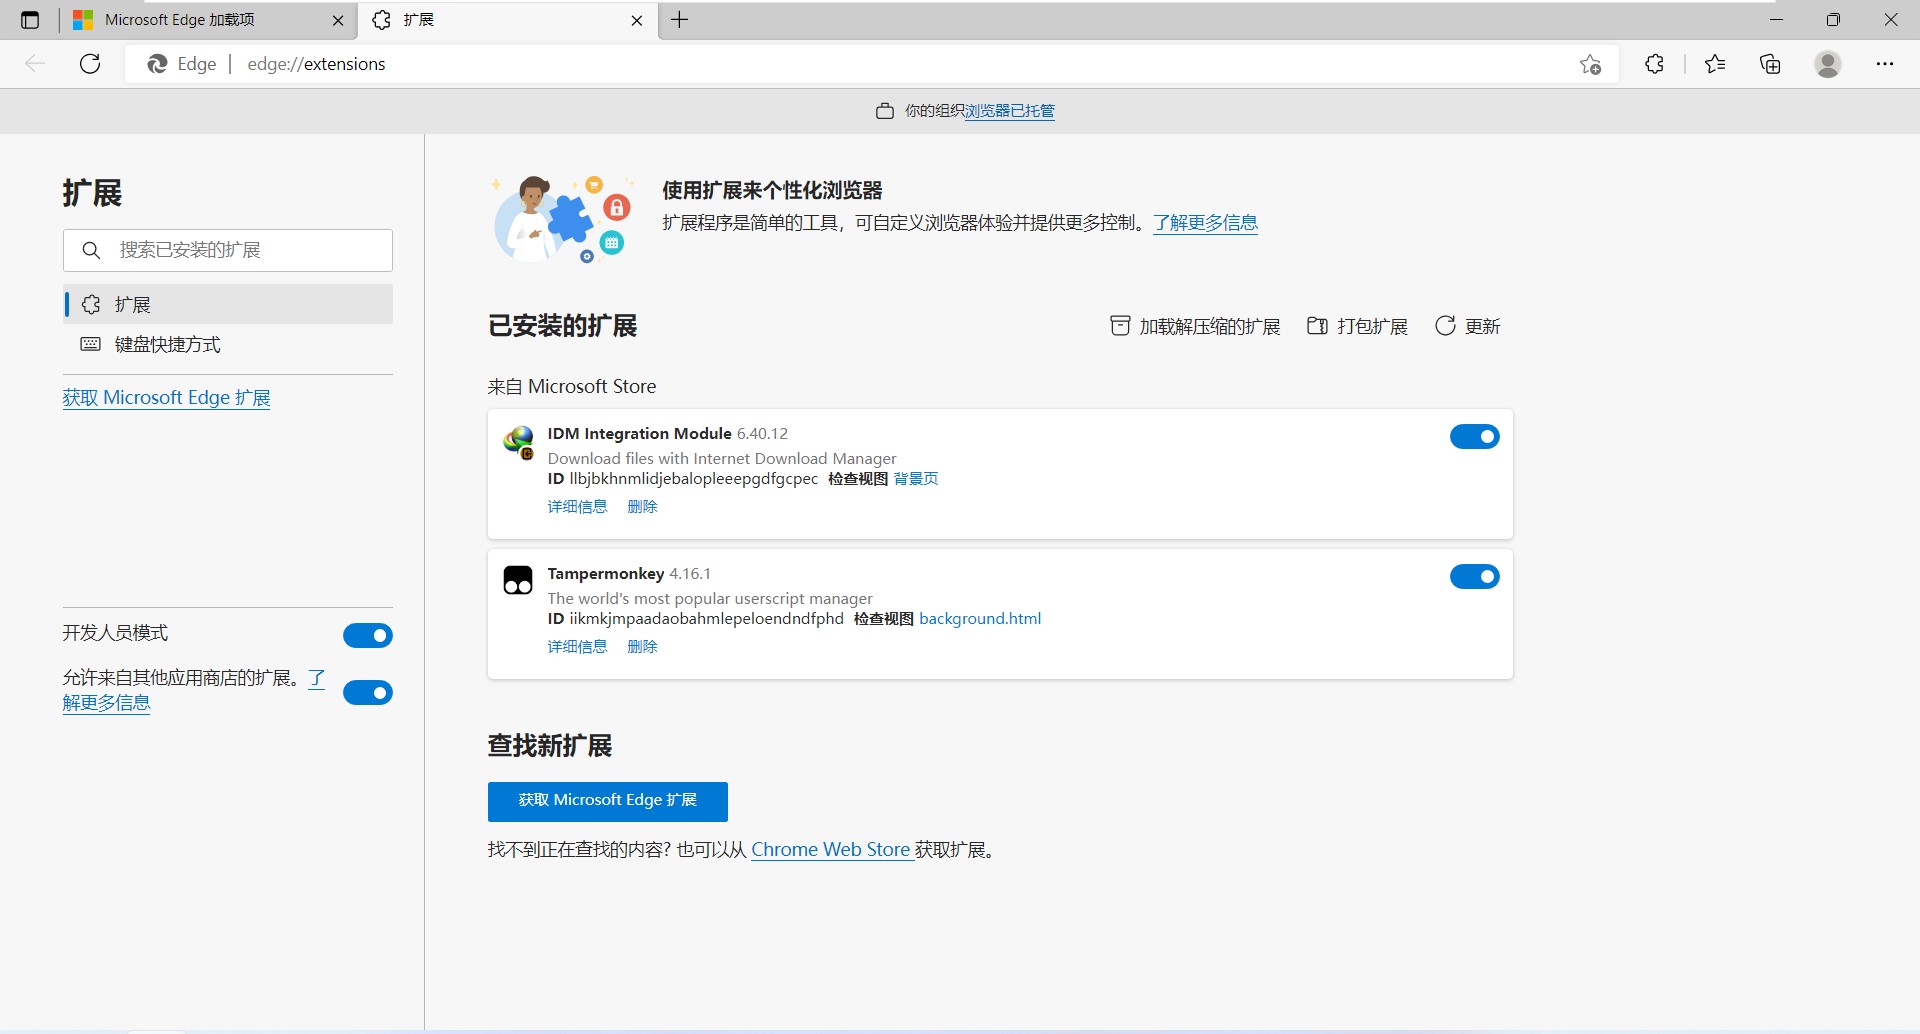 Microsoft Edge 加载项
扩展
Edge
edge://extensions
你的组织浏览器已托管
扩展
搜索已安装的扩展
扩展
键盘快捷方式
获取 Microsoft Edge 扩展
开发人员模式
允许来自其他应用商店的扩展。了
解更多信息
使用扩展来个性化浏览器
扩展程序是简单的工具，可自定义浏览器体验并提供更多控制。了解更多信息
已安装的扩展
加载解压缩的扩展
打包扩展
更新
来自 Microsoft Store
IDM Integration Module 6.40.12
Download files with Internet Download Manager
ID llbjbkhnmlidjebalopleeepgdfgcpec 检查视图 背景页
详细信息 删除
Tampermonkey 4.16.1
The world's most popular userscript manager
ID iikmkjmpaadaobahmlepeloendndfphd 检查视图 background.html
详细信息 删除
查找新扩展
获取 Microsoft Edge 扩展
找不到正在查找的内容? 也可以从 Chrome Web Store 获取扩展。